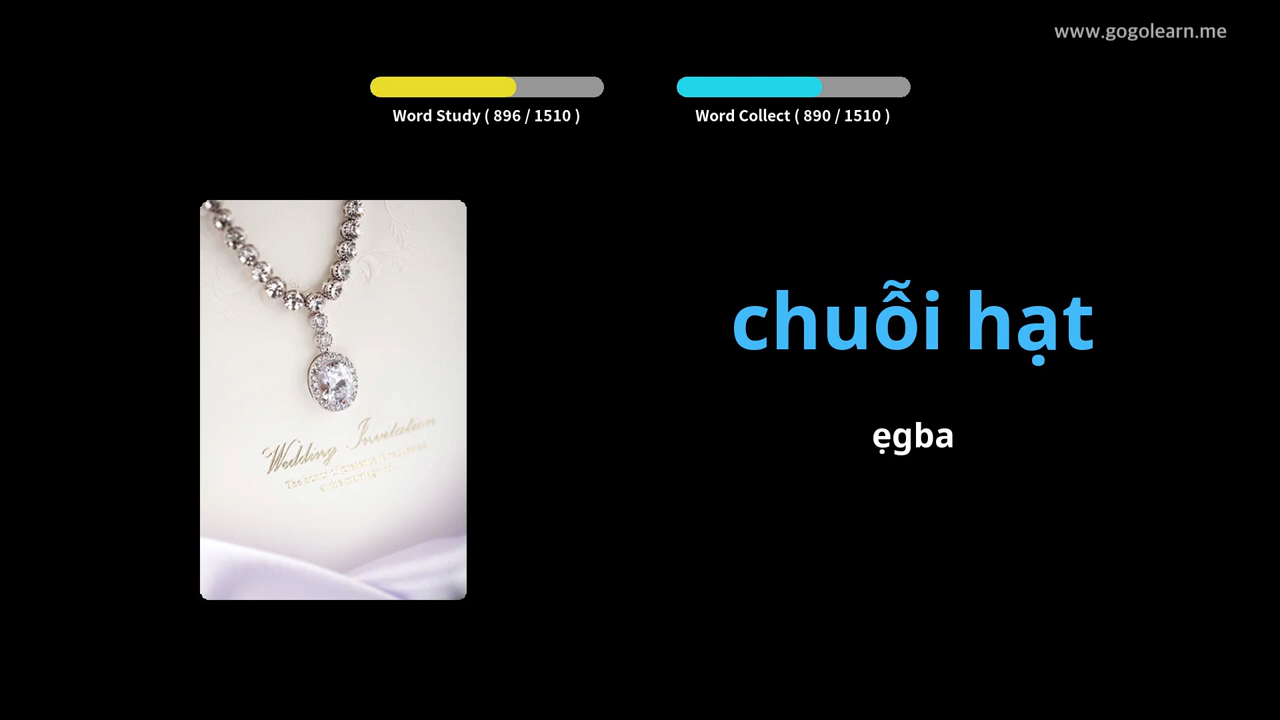 www.gogolearn.me
Word Study ( 896 / 1510 )
Word Collect ( 890 / 1510 )
chuỗi hạt
ẹgba
Wedding Invitation